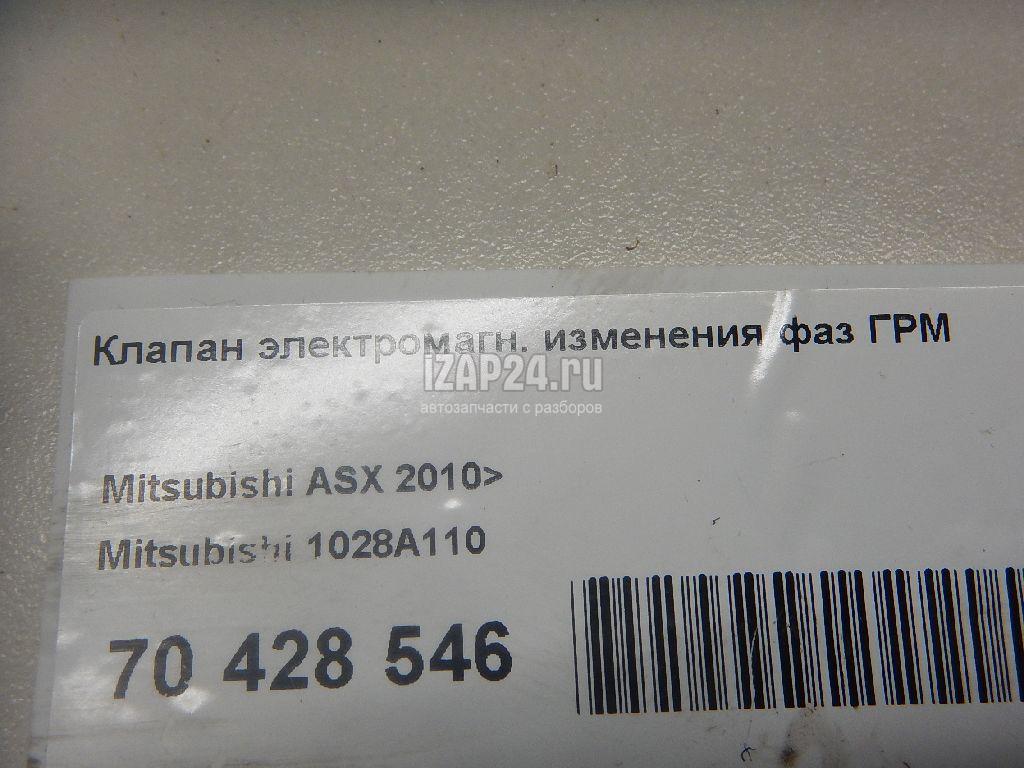 Клапан электромагн. изменения фаз ГРМ
iZAP24.ru
автозапчасти с разборов
Mitsubishi ASX 2010>
Mitsubishi 1028A110
70 428 546